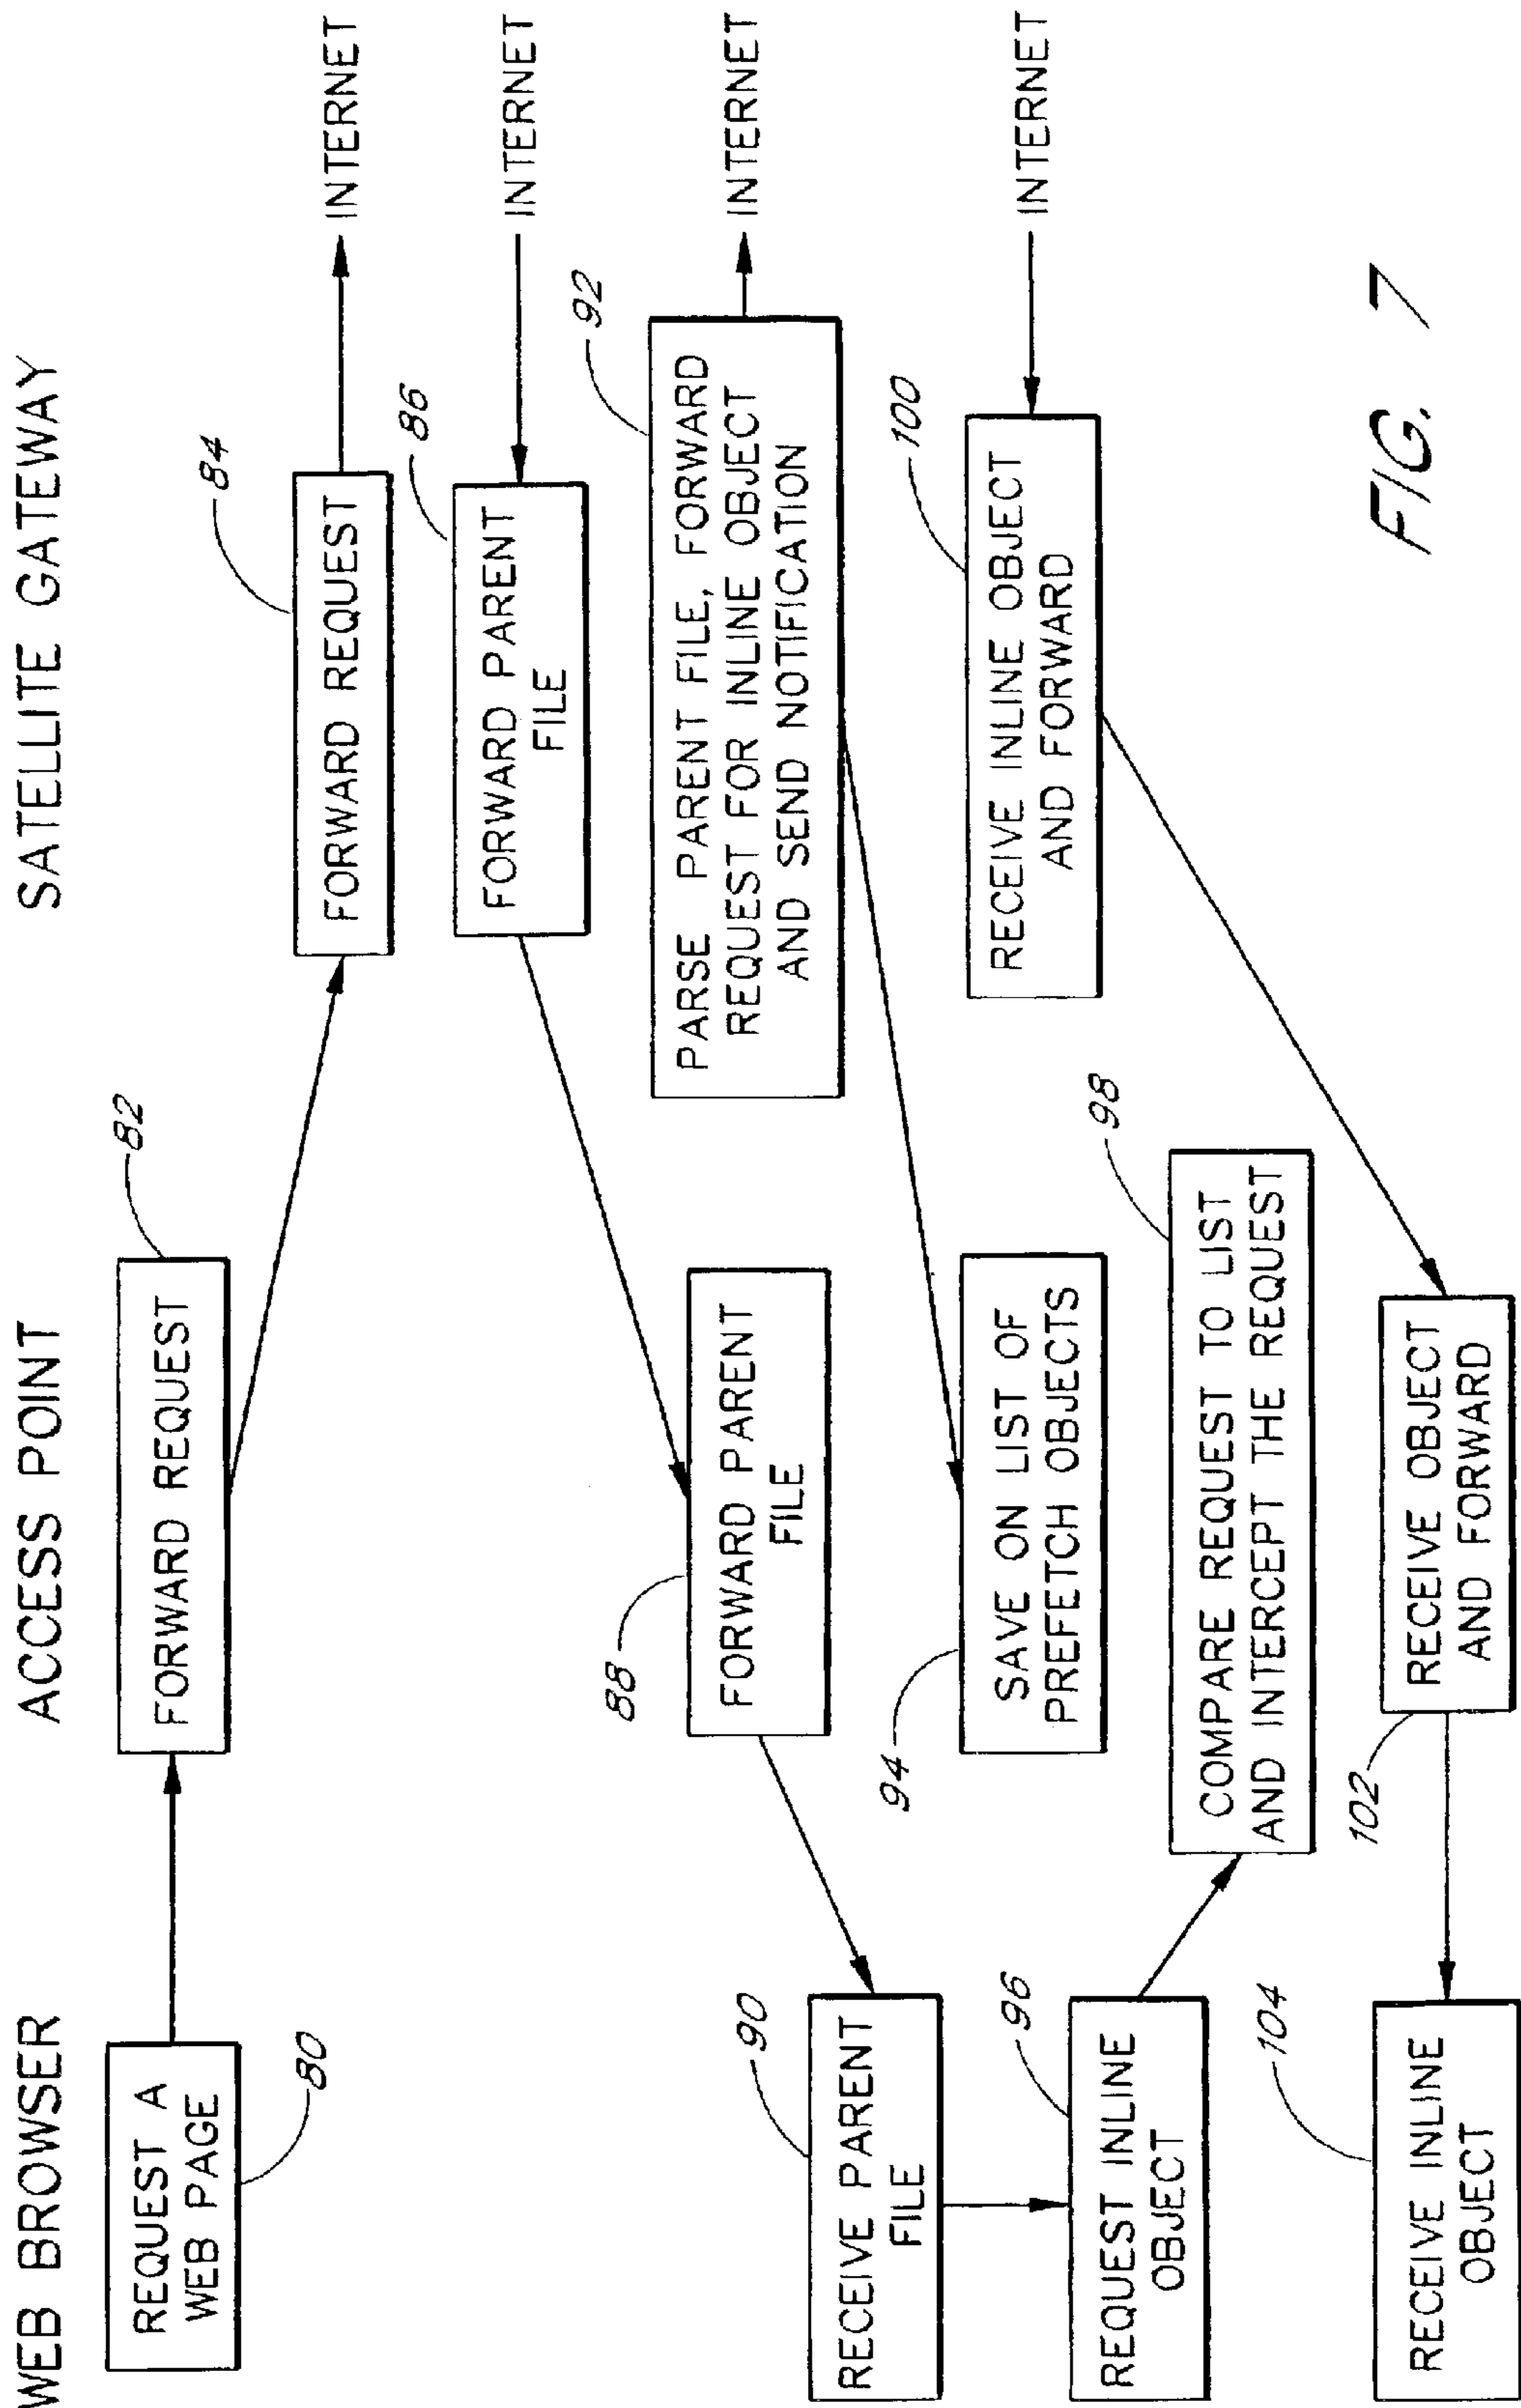 WEB BROWSER
ACCESS POINT
SATELLITE GATEWAY
REQUEST A
WEB PAGE
80
FORWARD REQUEST
82
FORWARD REQUEST
84
INTERNET
FORWARD PARENT
FILE
86
INTERNET
FORWARD PARENT
FILE
88
RECEIVE PARENT
FILE
90
PARSE PARENT FILE, FORWARD
REQUEST FOR INLINE OBJECT
AND SEND NOTIFICATION
92
INTERNET
SAVE ON LIST OF
PREFETCH OBJECTS
94
REQUEST INLINE
OBJECT
96
COMPARE REQUEST TO LIST
AND INTERCEPT THE REQUEST
98
RECEIVE INLINE OBJECT
AND FORWARD
100
INTERNET
RECEIVE OBJECT
AND FORWARD
102
RECEIVE INLINE
OBJECT
104
FIG. 7